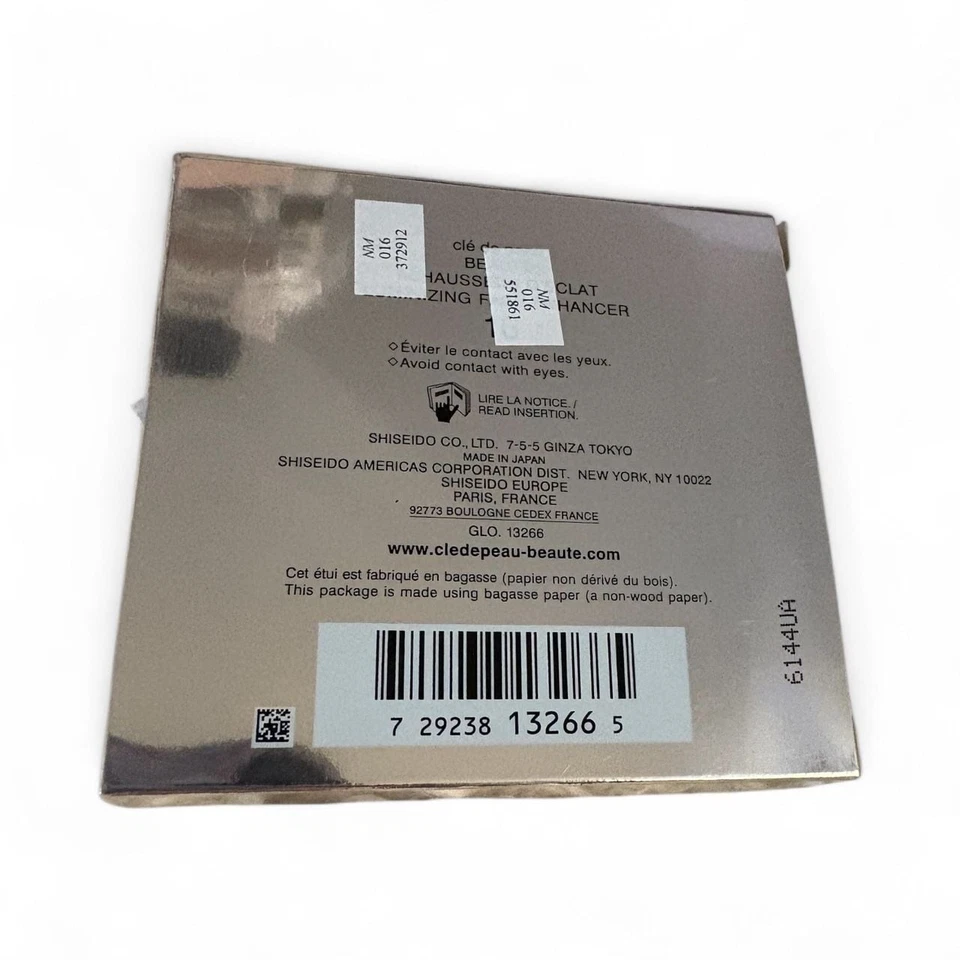 NM
016
372912
clé
NM
016
551861
CLAT
◇Éviter le contact avec les yeux.
◇Avoid contact with eyes.
LIRE LA NOTICE./
READ INSERTION.
SHISEIDO CO., LTD. 7-5-5 GINZA TOKYO
MADE IN JAPAN
SHISEIDO AMERICAS CORPORATION DIST. NEW YORK, NY 10022
SHISEIDO EUROPE
PARIS, FRANCE
92773 BOULOGNE CEDEX FRANCE
GLO. 13266
www.cledepeau-beaute.com
Cet étui est fabriqué en bagasse (papier non dérivé du bois).
This package is made using bagasse paper (a non-wood paper).
6144UA
7 29238 13266 5